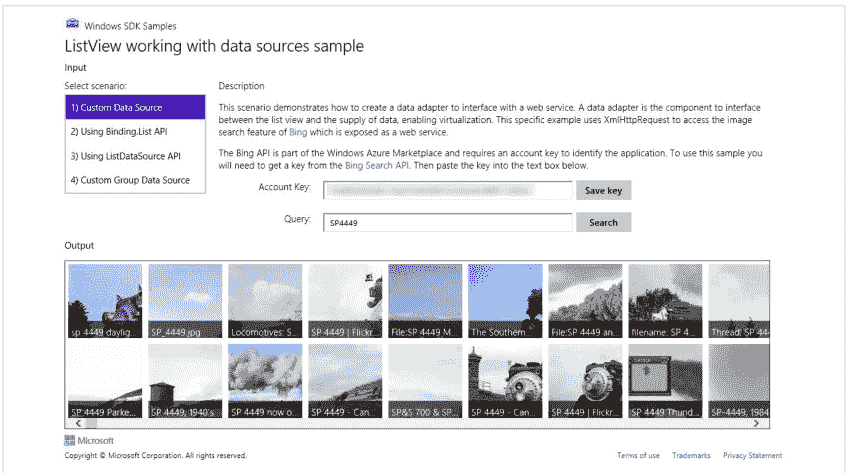 Windows SDK Samples
ListView working with data sources sample
Input
Select scenario:
1) Custom Data Source
2) Using Binding.List API
3) Using ListDataSource API
4) Custom Group Data Source
Description
This scenario demonstrates how to create a data adapter to interface with a web service. A data adapter is the component to interface
between the list view and the supply of data, enabling virtualization. This specific example uses XmlHttpRequest to access the image
search feature of Bing which is exposed as a web service.
The Bing API is part of the Windows Azure Marketplace and requires an account key to identify the application. To use this sample you
will need to get a key from the Bing Search API. Then paste the key into the text box below.
Account Key:
Save key
Query:
SP4449
Search
Output
sp 4449 daylig...
SP_4449.jpg
Locomotives: S...
SP 4449 | Flickr...
File:SP 4449 M...
The Southern...
File:SP 4449 an...
filename: SP 4...
Thread: SP 44
SP 4449 Parke...
SP 4449, 1940's...
SP 4449 now o...
SP 4449 - Can...
SP&S 700 & SP...
SP 4449 - Can...
SP 4449 | Flickr...
SP 4449 Thund...
SP-4449, 1984
Microsoft
Copyright © Microsoft Corporation. All rights reserved.
Terms of use
Trademarks
Privacy Statement